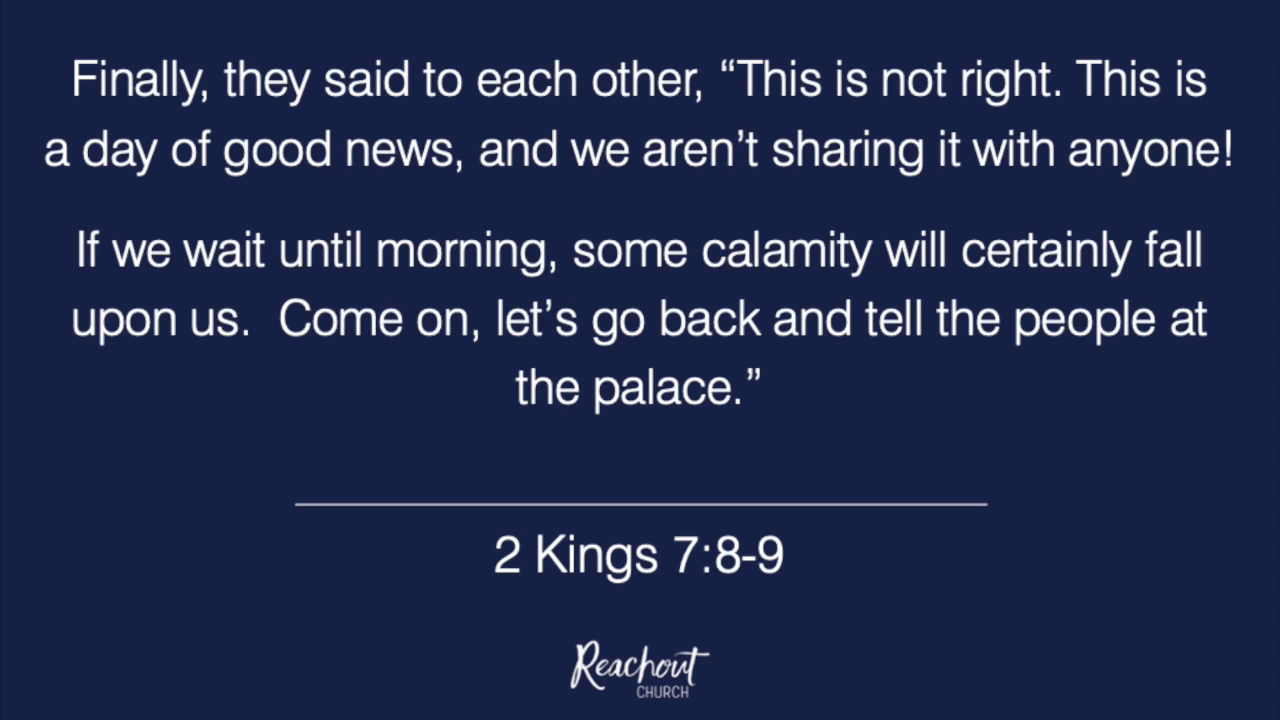 Finally, they said to each other, “This is not right. This is
a day of good news, and we aren’t sharing it with anyone!
If we wait until morning, some calamity will certainly fall
upon us.  Come on, let’s go back and tell the people at
the palace.”
2 Kings 7:8-9
Reachout
CHURCH